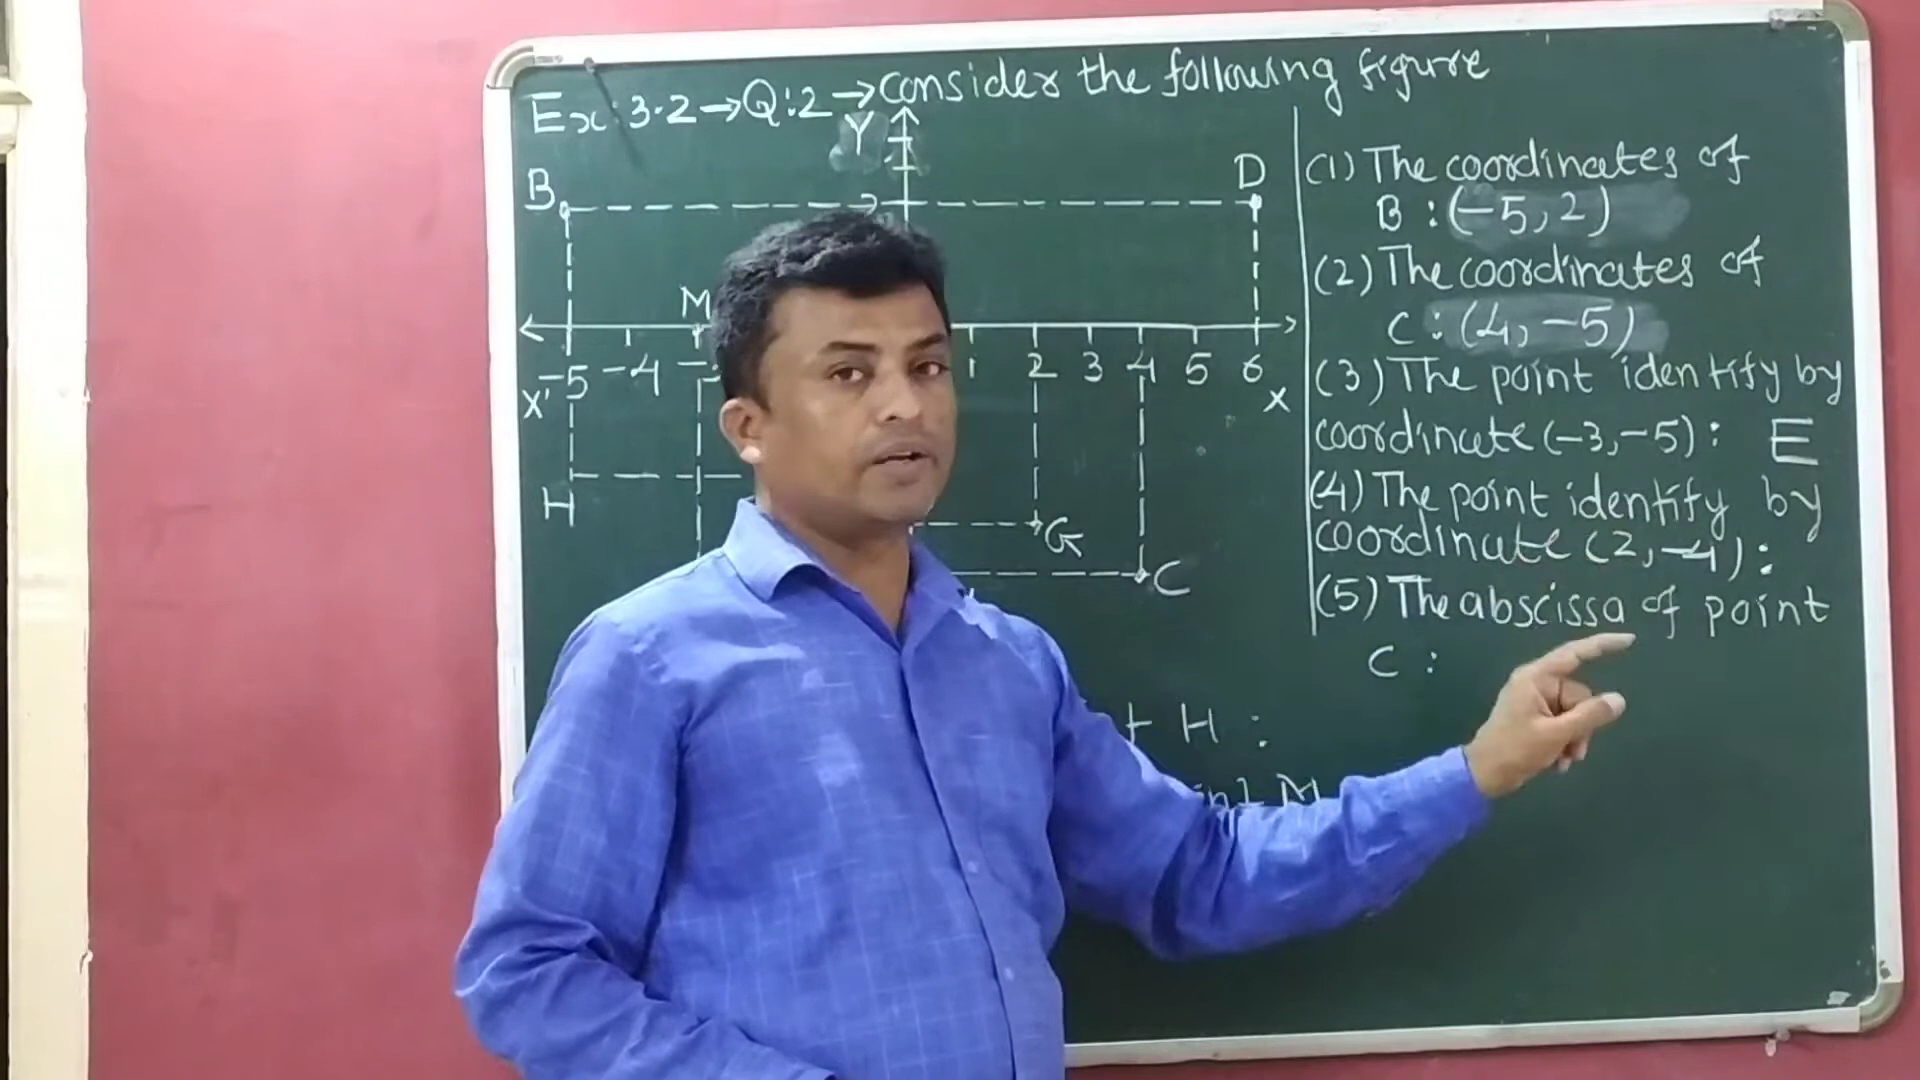 Ex: 3.2→Q:2→consider the following figure
Y
B
D
M
-5 -4 1 2 3 4 5 6
X' X
H
G
C
(1) The coordinates of
B : (-5, 2)
(2) The coordinates of
C : (4, -5)
(3) The point identify by
coordinate (-3, -5) : E
(4) The point identify by
coordinate (2, -4) :
(5) The abscissa of point
C :
H :
M